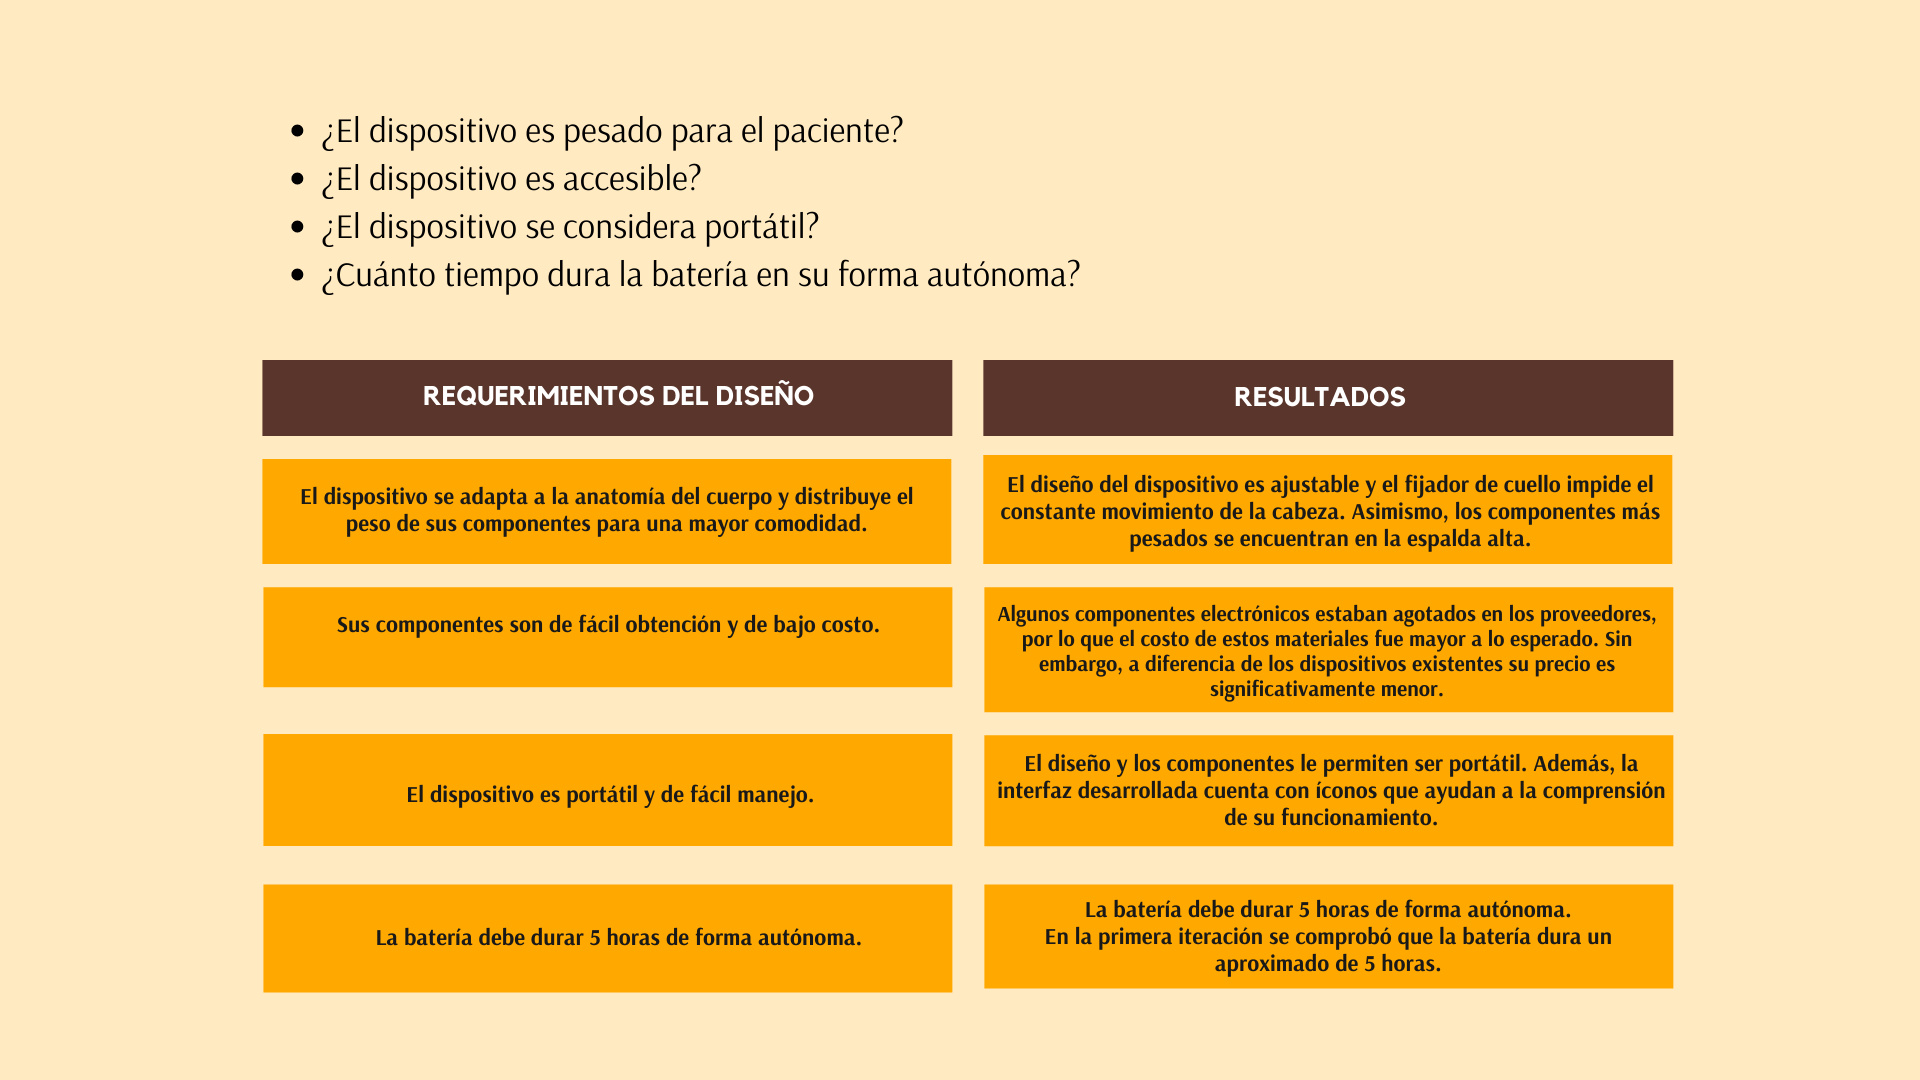 • ¿El dispositivo es pesado para el paciente?
• ¿El dispositivo es accesible?
• ¿El dispositivo se considera portátil?
• ¿Cuánto tiempo dura la batería en su forma autónoma?
REQUERIMIENTOS DEL DISEÑO
RESULTADOS
El dispositivo se adapta a la anatomía del cuerpo y distribuye el
peso de sus componentes para una mayor comodidad.
El diseño del dispositivo es ajustable y el fijador de cuello impide el
constante movimiento de la cabeza. Asimismo, los componentes más
pesados se encuentran en la espalda alta.
Sus componentes son de fácil obtención y de bajo costo.
Algunos componentes electrónicos estaban agotados en los proveedores,
por lo que el costo de estos materiales fue mayor a lo esperado. Sin
embargo, a diferencia de los dispositivos existentes su precio es
significativamente menor.
El dispositivo es portátil y de fácil manejo.
El diseño y los componentes le permiten ser portátil. Además, la
interfaz desarrollada cuenta con íconos que ayudan a la comprensión
de su funcionamiento.
La batería debe durar 5 horas de forma autónoma.
La batería debe durar 5 horas de forma autónoma.
En la primera iteración se comprobó que la batería dura un
aproximado de 5 horas.